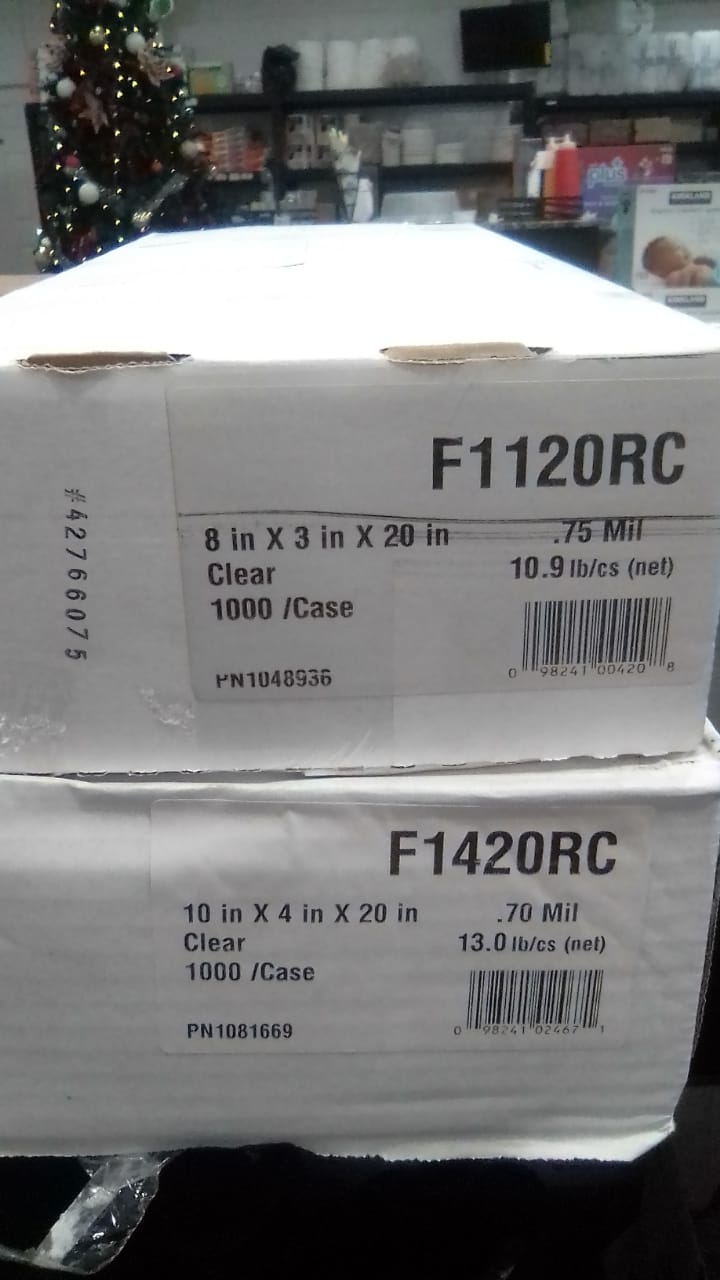 plus
KIRKLAND
KIRKLAND
F1120RC
8 in X 3 in X 20 in .75 Mil
Clear 10.9 lb/cs (net)
1000 /Case
PN1048936
0 98241 00420 8
#42766075
F1420RC
10 in X 4 in X 20 in .70 Mil
Clear 13.0 lb/cs (net)
1000 /Case
PN1081669
0 98241 02467 1